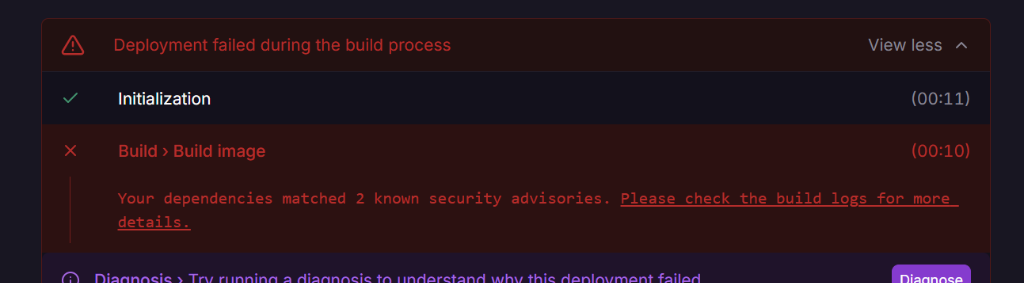 Deployment failed during the build process View less
Initialization (00:11)
Build › Build image (00:10)
Your dependencies matched 2 known security advisories. Please check the build logs for more
details.
Diagnosis › Try running a diagnosis to understand why this deployment failed Diagnose